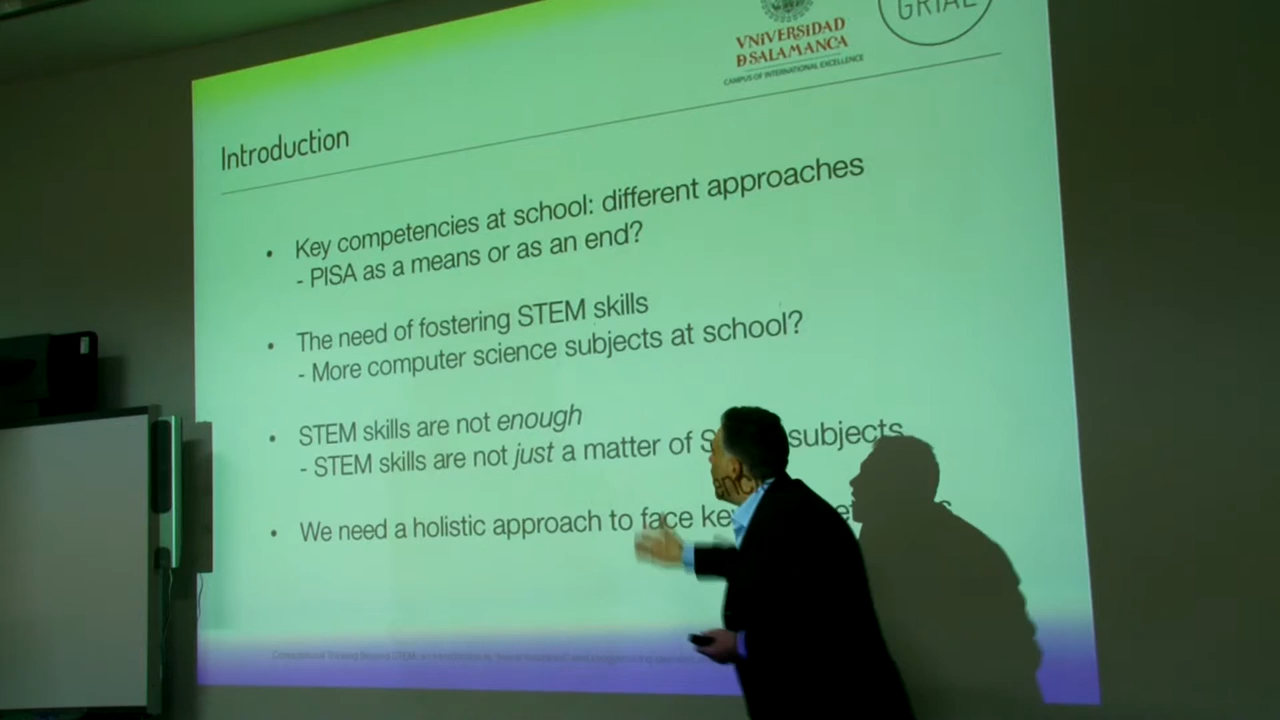 GRIAL
VNiVERSiDAD
DSALAMANCA
CAMPUS OF INTERNATIONAL EXCELLENCE
Introduction
• Key competencies at school: different approaches
- PISA as a means or as an end?
• The need of fostering STEM skills
- More computer science subjects at school?
• STEM skills are not enough
- STEM skills are not just a matter of subjects
• We need a holistic approach to face